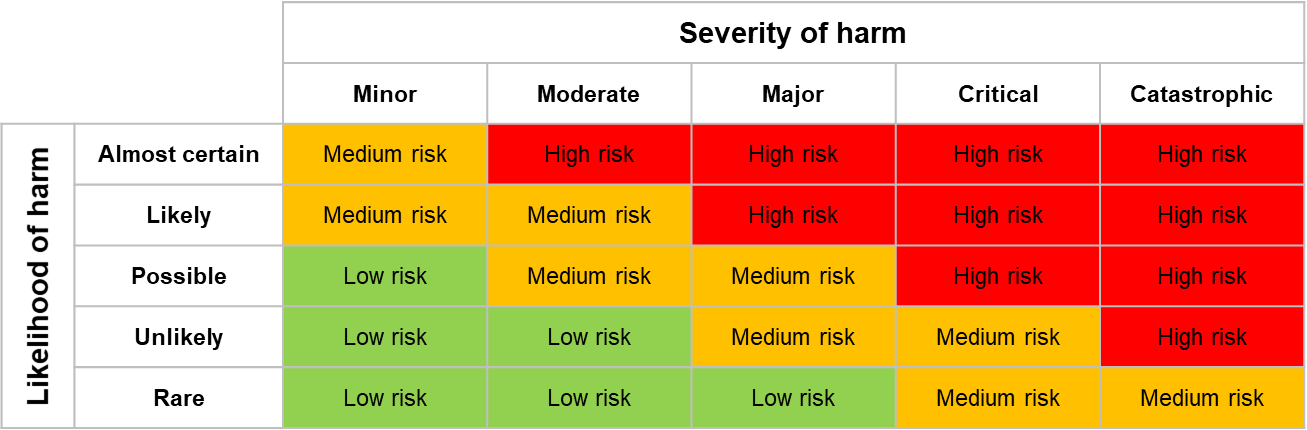 Severity of harm
Minor Moderate Major Critical Catastrophic
Likelihood of harm
Almost certain Medium risk High risk High risk High risk High risk
Likely Medium risk Medium risk High risk High risk High risk
Possible Low risk Medium risk Medium risk High risk High risk
Unlikely Low risk Low risk Medium risk Medium risk High risk
Rare Low risk Low risk Low risk Medium risk Medium risk